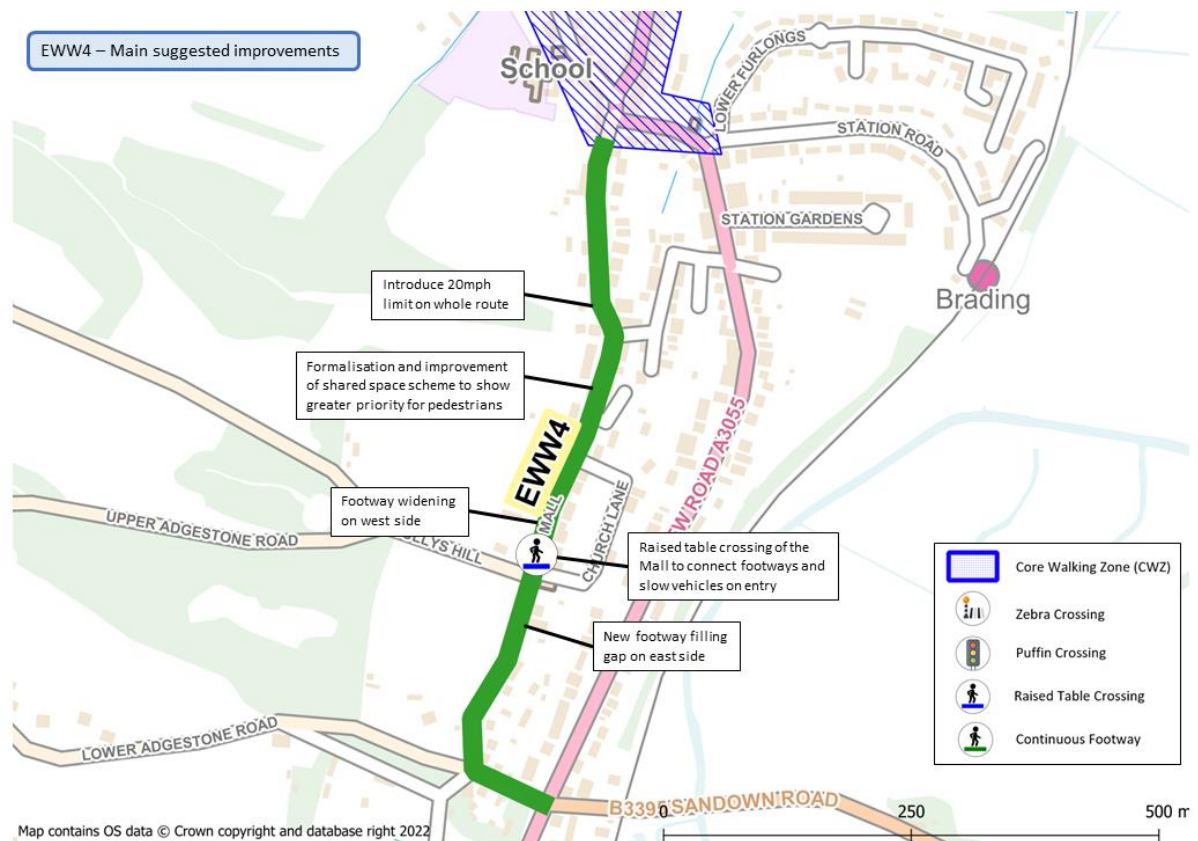 EWW4 – Main suggested improvements
School
LOWER FURLONGS
STATION ROAD
STATION GARDENS
Brading
Introduce 20mph
limit on whole route
Formalisation and improvement
of shared space scheme to show
greater priority for pedestrians
EWW4
Footway widening
on west side
MALL
CHURCH LANE
EW ROAD A3055
UPPER ADGESTONE ROAD
LLYS HILL
Raised table crossing of the
Mall to connect footways and
slow vehicles on entry
New footway filling
gap on east side
LOWER ADGESTONE ROAD
B3395 SANDOWN ROAD
Core Walking Zone (CWZ)
Zebra Crossing
Puffin Crossing
Raised Table Crossing
Continuous Footway
0
250
500 m
Map contains OS data © Crown copyright and database right 2022